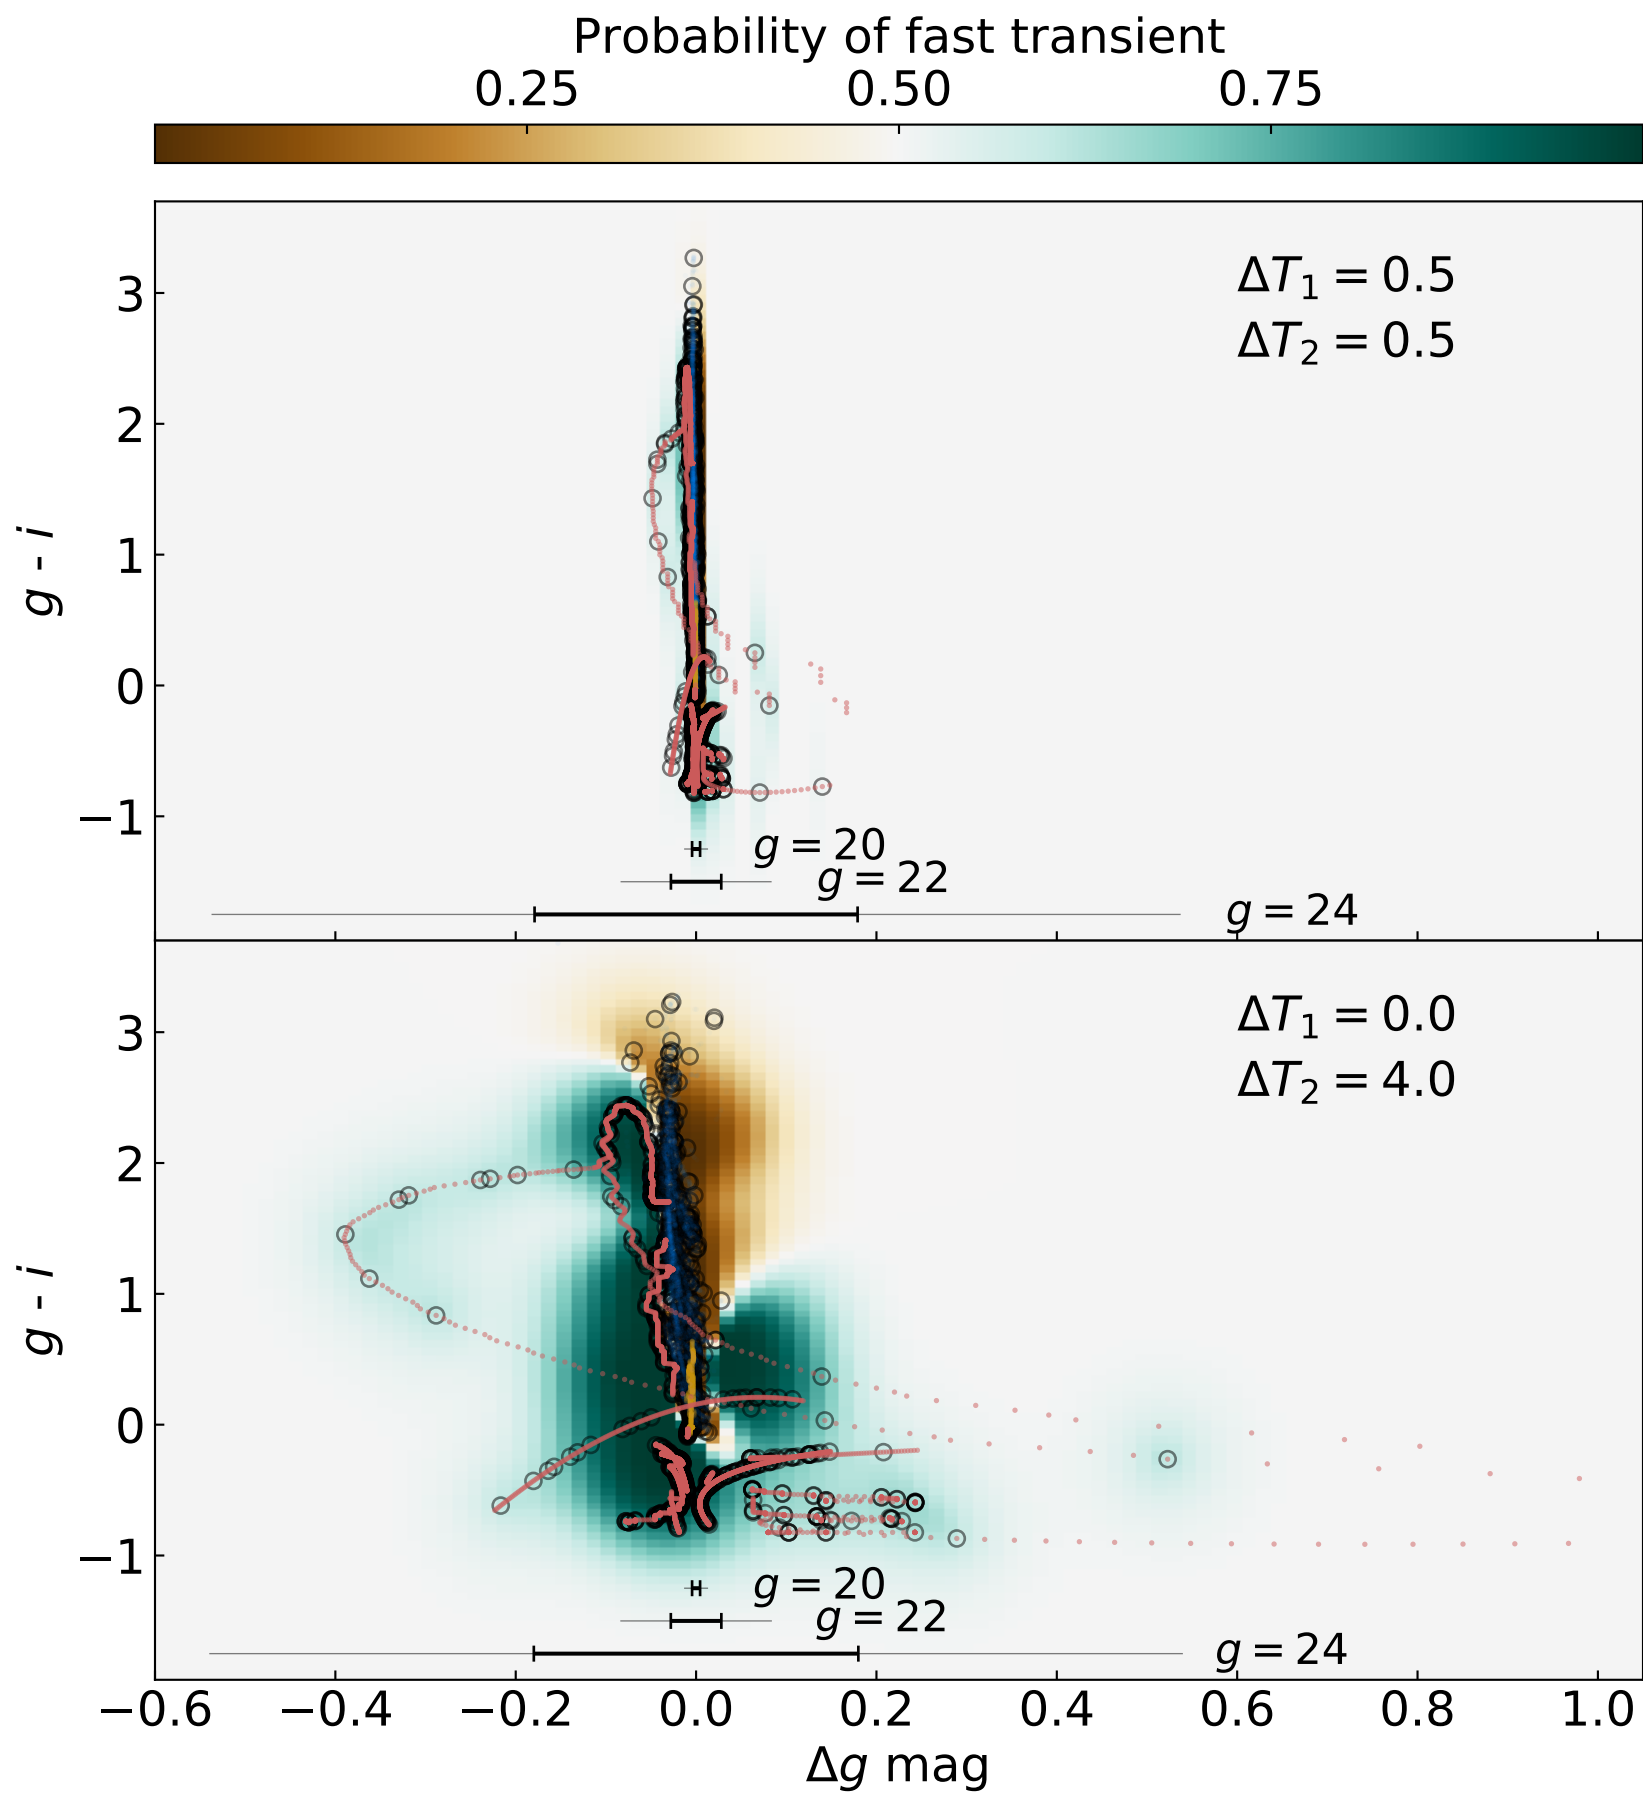 Probability of fast transient
0.25 0.50 0.75
ΔT₁ = 0.5
ΔT₂ = 0.5
3
2
1
0
−1
g - i
g = 20
g = 22
g = 24
ΔT₁ = 0.0
ΔT₂ = 4.0
3
2
1
0
−1
g - i
g = 20
g = 22
g = 24
−0.6 −0.4 −0.2 0.0 0.2 0.4 0.6 0.8 1.0
Δg mag